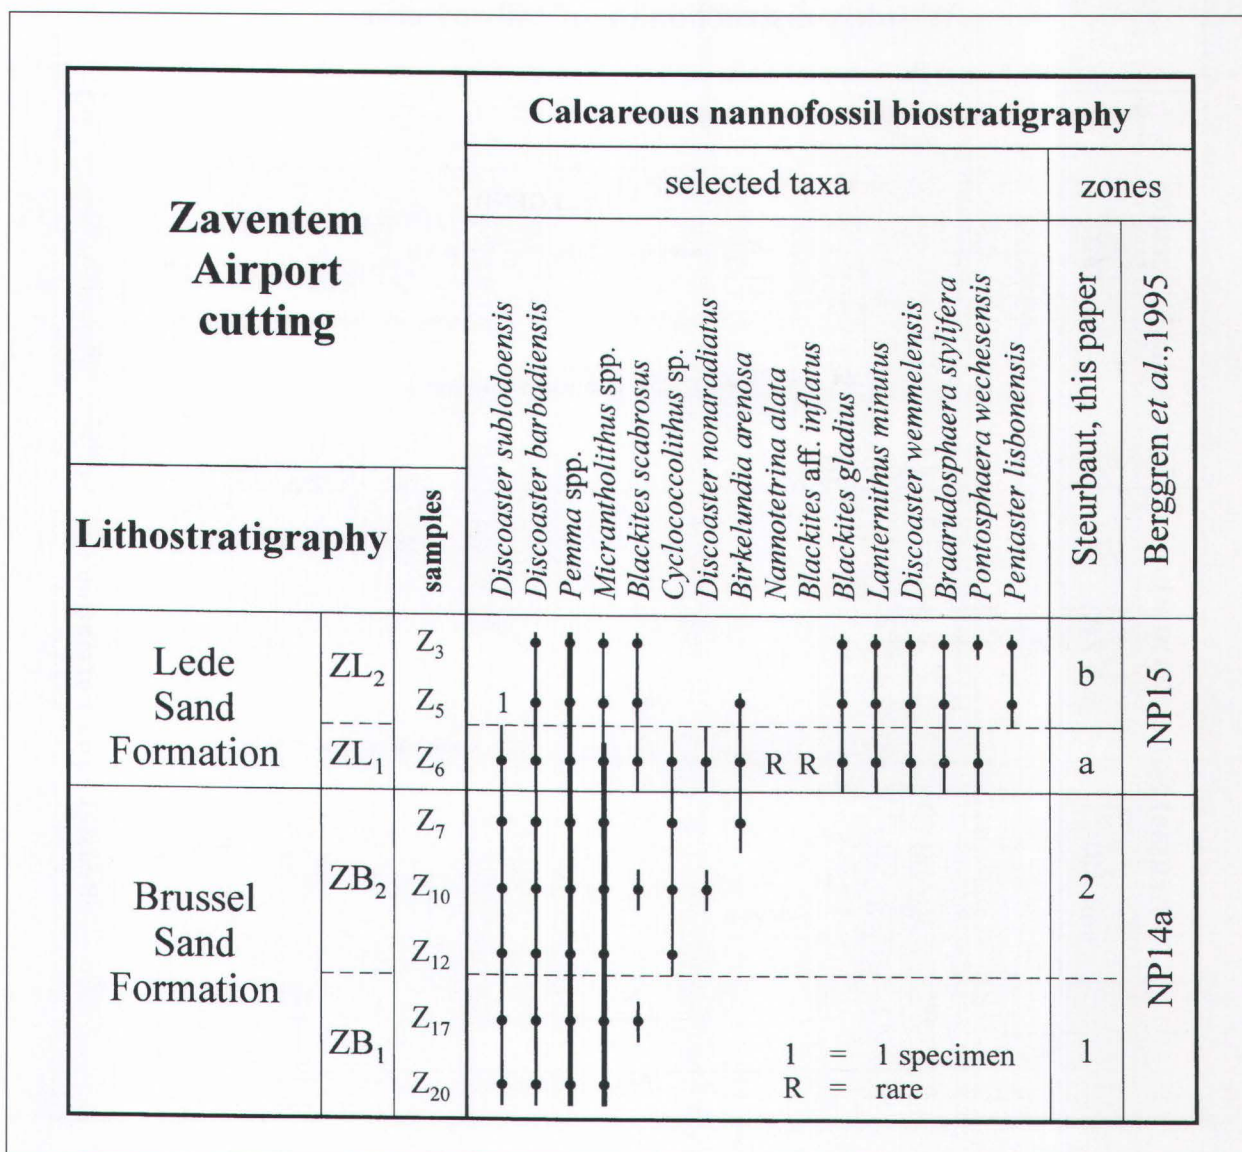 Calcareous nannofossil biostratigraphy
selected taxa
zones
Zaventem
Airport
cutting
Lithostratigraphy
samples
Discoaster sublodoensis
Discoaster barbadiensis
Pemma spp.
Micrantholithus spp.
Blackites scabrosus
Cyclococcolithus sp.
Discoaster nonaradiatus
Birkelundia arenosa
Nannotetrina alata
Blackites aff. inflatus
Blackites gladius
Lanternithus minutus
Discoaster wemmelensis
Braarudosphaera stylifera
Pontosphaera wechesensis
Pentaster lisbonensis
Steurbaut, this paper
Berggren et al.,1995
Lede
Sand
Formation
ZL2
Z3
b
NP15
Z5
1
ZL1
Z6
R R
a
Brussel
Sand
Formation
ZB2
Z7
Z10
2
NP14a
Z12
ZB1
Z17
1
Z20
1 = 1 specimen
R = rare